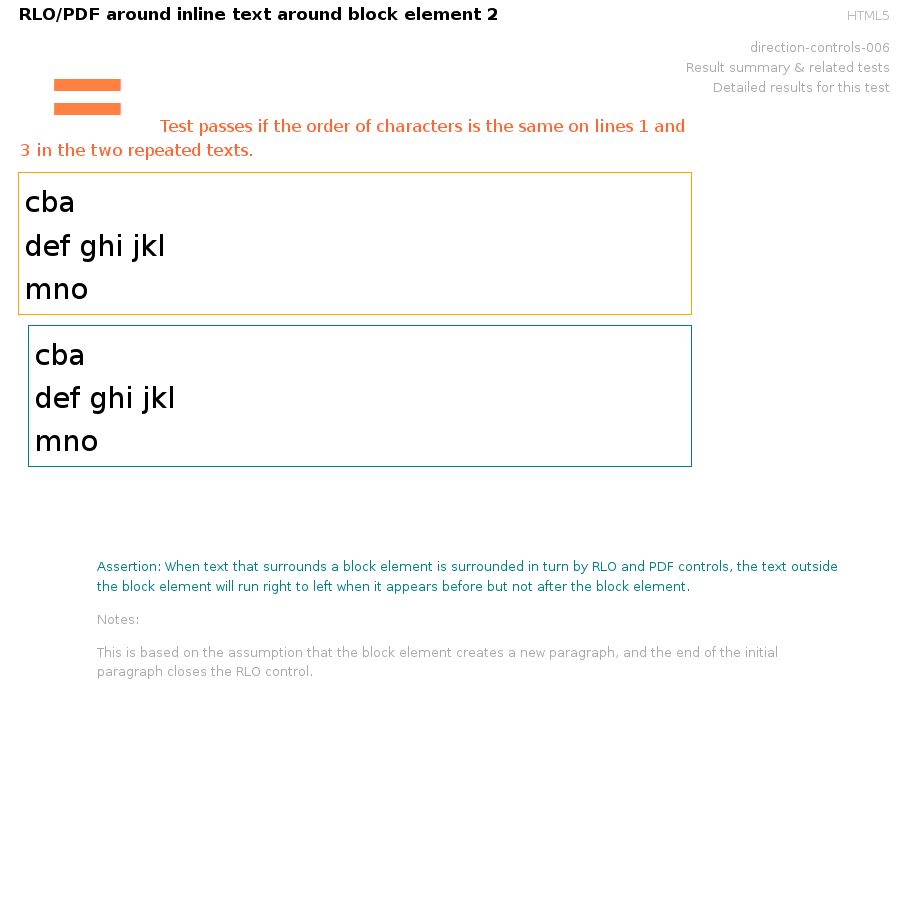 RLO/PDF around inline text around block element 2
HTML5
direction-controls-006
Result summary & related tests
Detailed results for this test
Test passes if the order of characters is the same on lines 1 and
3 in the two repeated texts.
cba
def ghi jkl
mno
cba
def ghi jkl
mno
Assertion: When text that surrounds a block element is surrounded in turn by RLO and PDF controls, the text outside
the block element will run right to left when it appears before but not after the block element.
Notes:
This is based on the assumption that the block element creates a new paragraph, and the end of the initial
paragraph closes the RLO control.